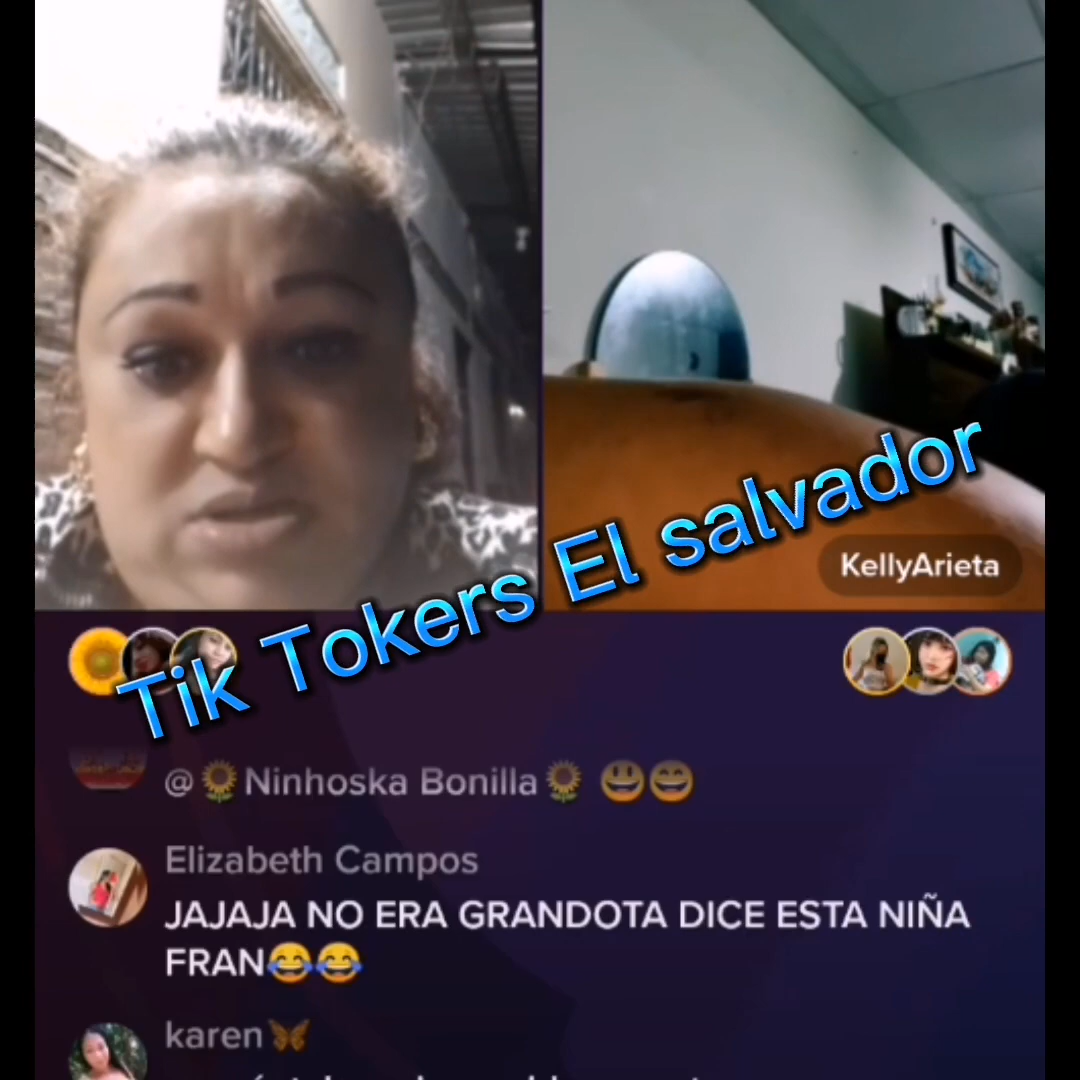 KellyArieta
Tik Tokers El salvador
@🌻Ninhoska Bonilla🌻 😃😄
Elizabeth Campos
JAJAJA NO ERA GRANDOTA DICE ESTA NIÑA
FRAN😂😂
karen🦋